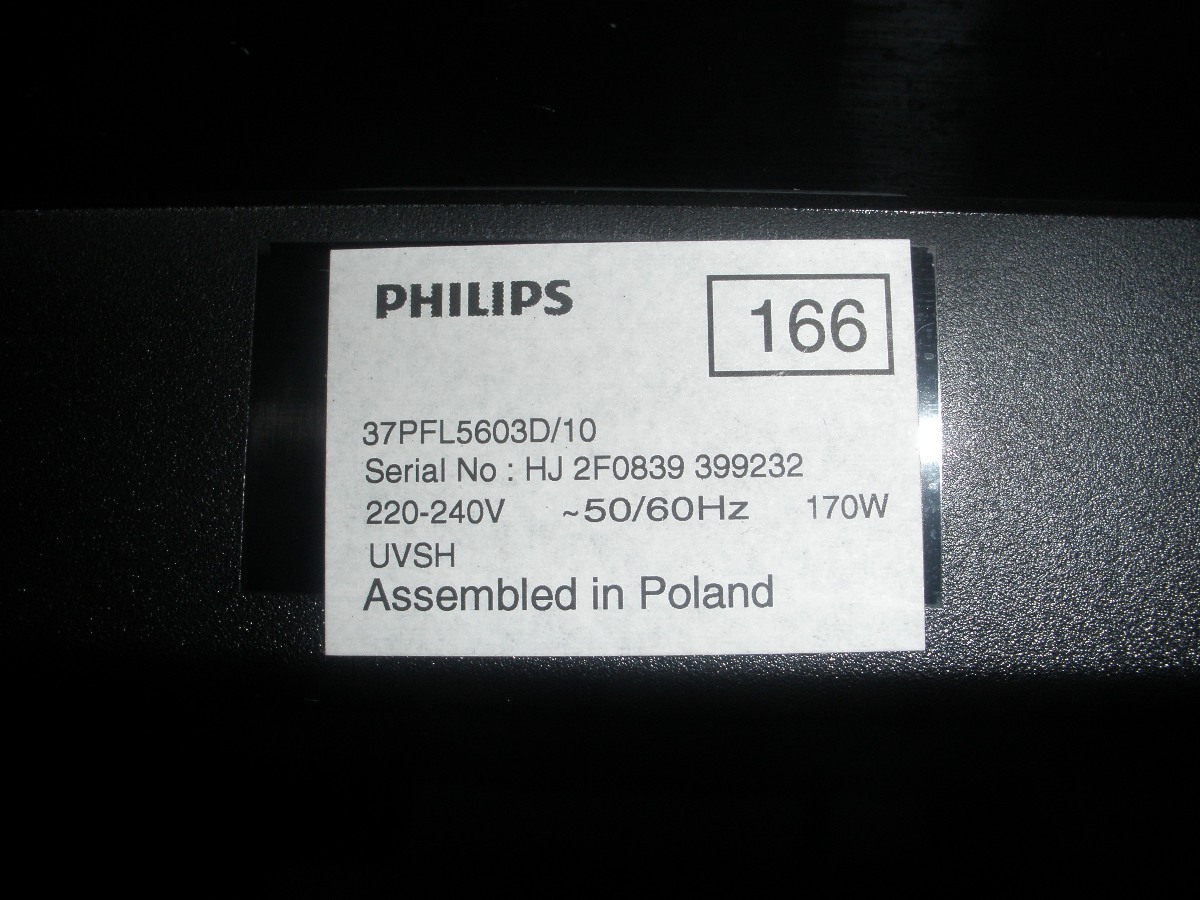 PHILIPS
166
37PFL5603D/10
Serial No : HJ 2F0839 399232
220-240V ~50/60Hz 170W
UVSH
Assembled in Poland